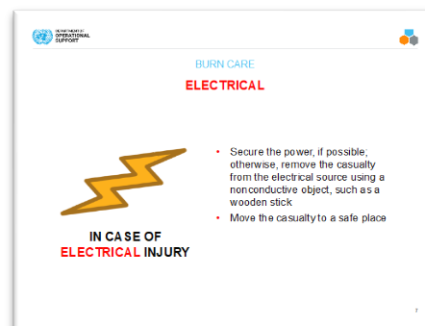 DEPARTMENT OF
OPERATIONAL
SUPPORT
BURN CARE
ELECTRICAL
• Secure the power, if possible;
otherwise, remove the casualty
from the electrical source using a
nonconductive object, such as a
wooden stick
• Move the casualty to a safe place
IN CASE OF
ELECTRICAL INJURY